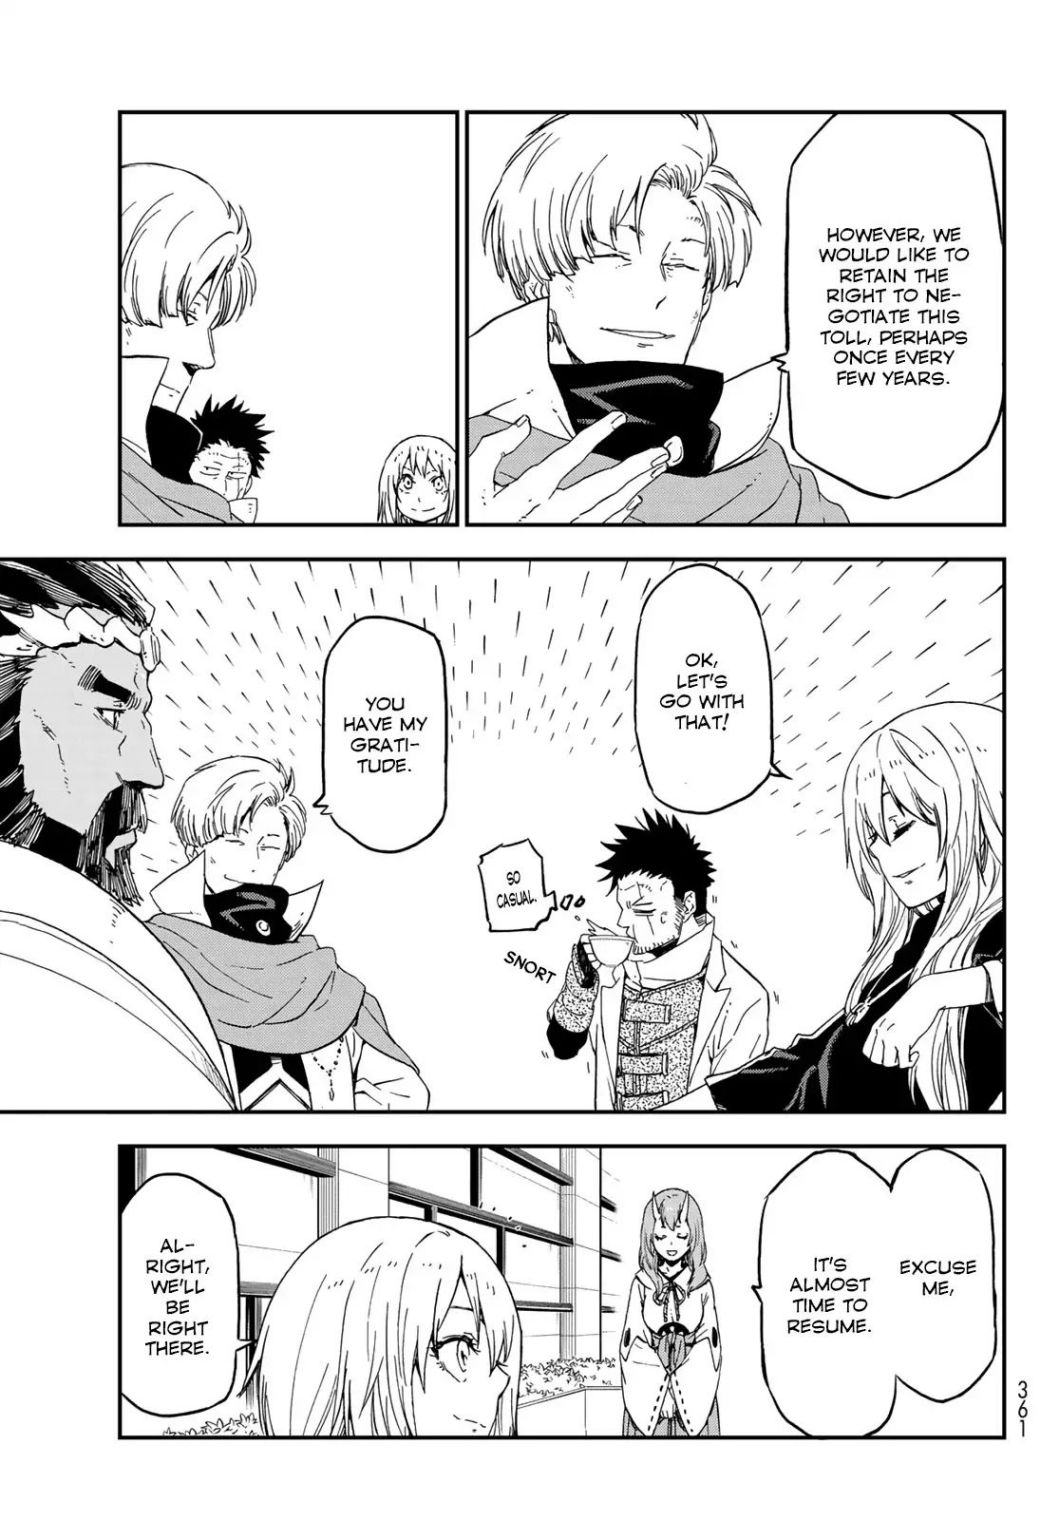 HOWEVER, WE
WOULD LIKE TO
RETAIN THE
RIGHT TO NE-
GOTIATE THIS
TOLL, PERHAPS
ONCE EVERY
FEW YEARS.
OK,
LET'S
GO WITH
THAT!
SO
CASUAL.
SNORT
YOU
HAVE MY
GRATI-
TUDE.
EXCUSE
ME,
IT'S
ALMOST
TIME TO
RESUME.
AL-
RIGHT,
WE'LL
BE
RIGHT
THERE.
361